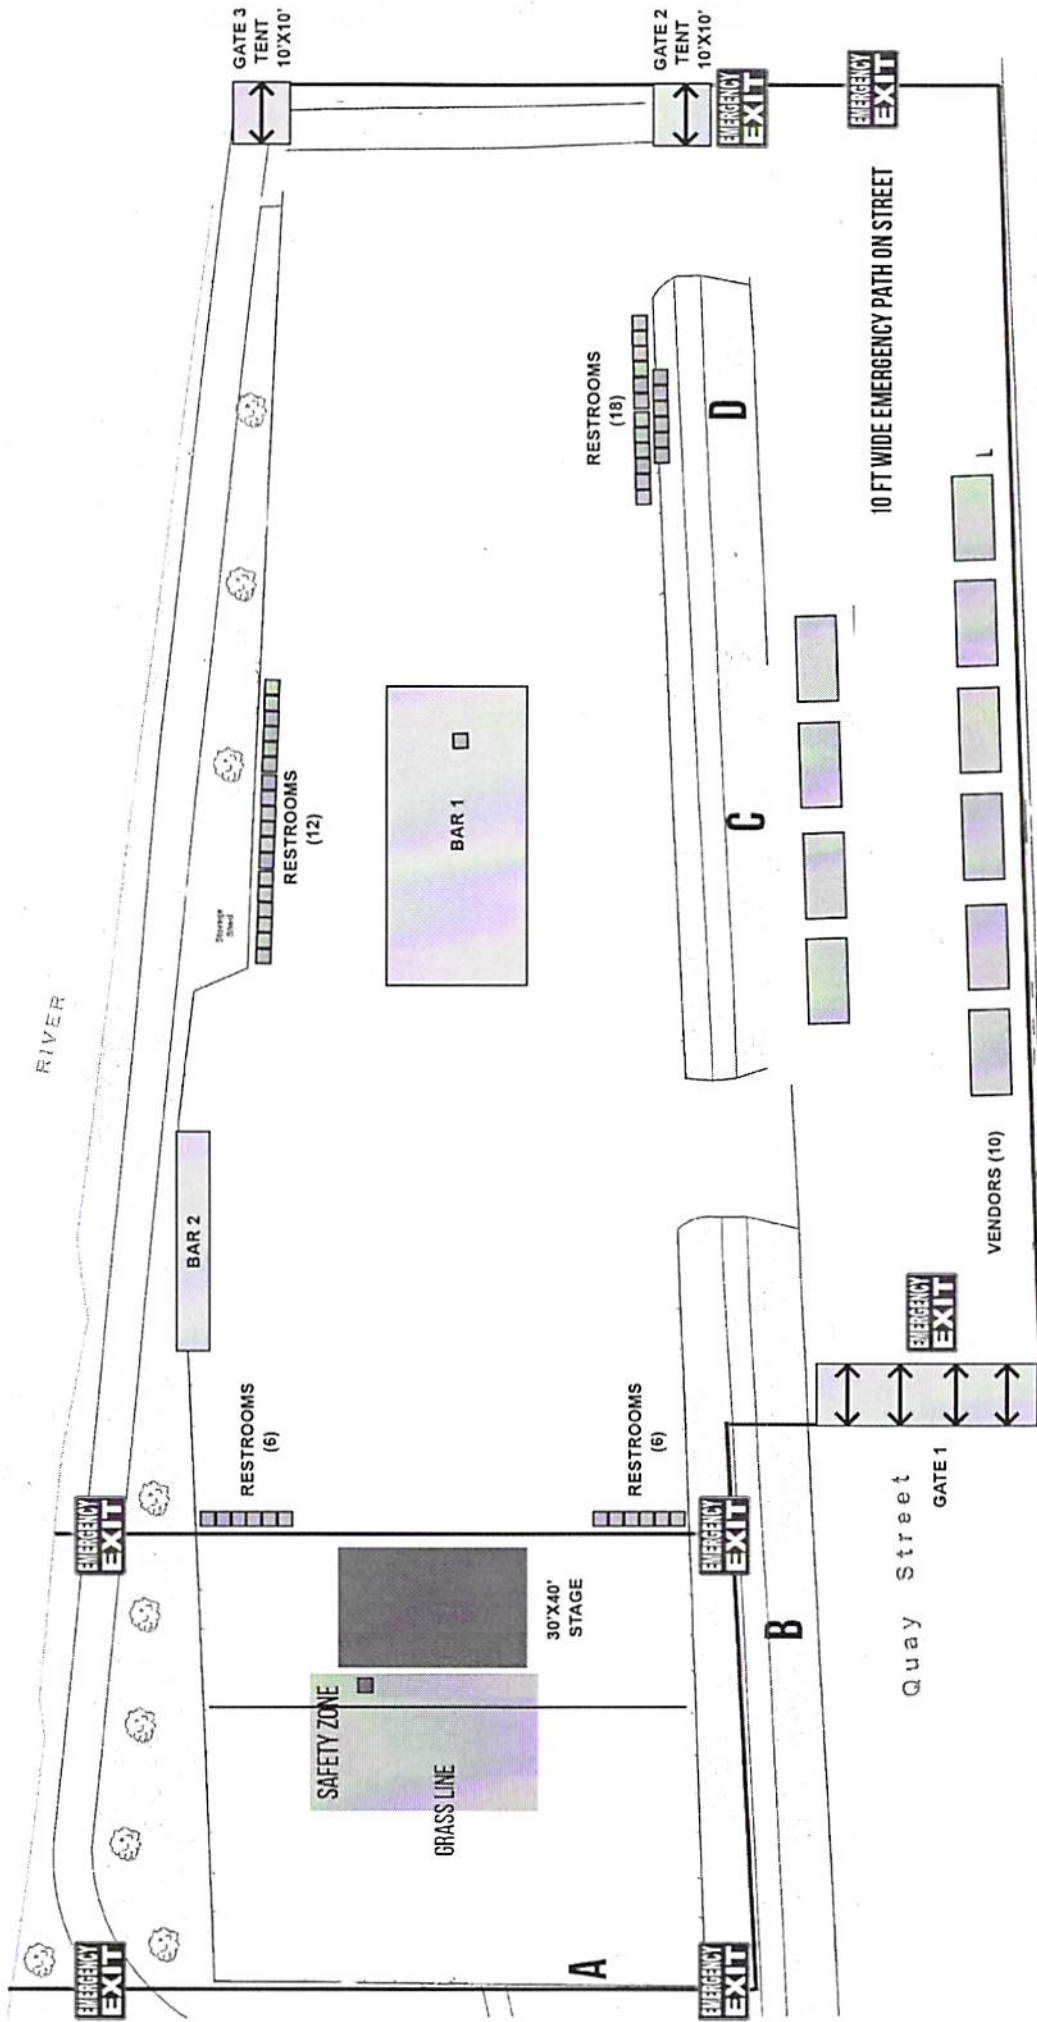 RIVER
GATE 3
TENT
10'X10'
GATE 2
TENT
10'X10'
EMERGENCY
EXIT
EMERGENCY
EXIT
10 FT WIDE EMERGENCY PATH ON STREET
RESTROOMS
(18)
D
L
RESTROOMS
(12)
Storage
Shed
BAR 1
C
BAR 2
VENDORS (10)
EMERGENCY
EXIT
GATE 1
Quay Street
RESTROOMS
(6)
RESTROOMS
(6)
EMERGENCY
EXIT
EMERGENCY
EXIT
30'X40'
STAGE
B
SAFETY ZONE
GRASS LINE
A
EMERGENCY
EXIT
EMERGENCY
EXIT